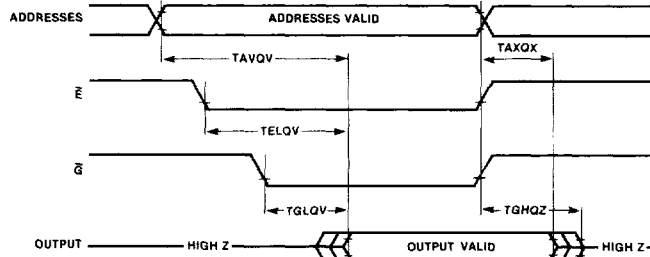 ADDRESSES
ADDRESSES VALID
TAVQV
TAXQX
E̅
TELQV
G̅
TGLQV
TGHQZ
OUTPUT
HIGH Z
OUTPUT VALID
HIGH Z